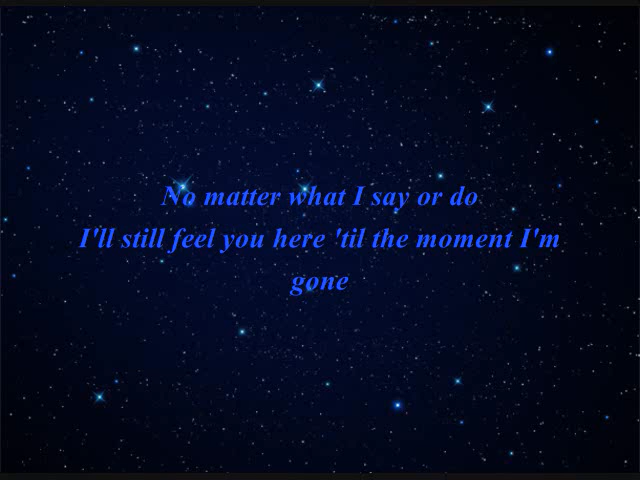 No matter what I say or do
I'll still feel you here 'til the moment I'm
gone